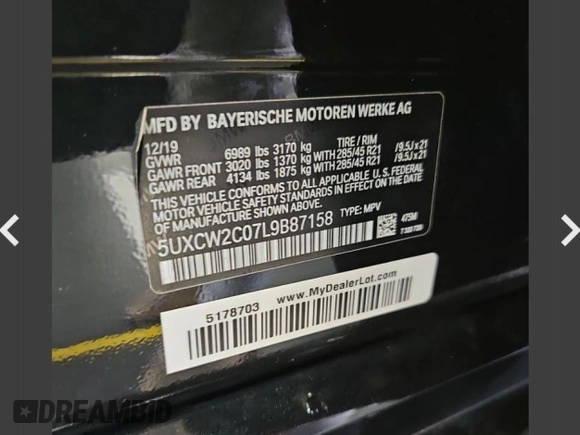 MFD BY BAYERISCHE MOTOREN WERKE AG
12/19 TIRE / RIM
GVWR 6989 lbs 3170 kg
GAWR FRONT 3020 lbs 1370 kg WITH 285/45 R21 /9.5J x 21
GAWR REAR 4134 lbs 1875 kg WITH 285/45 R21 /9.5J x 21
THIS VEHICLE CONFORMS TO ALL APPLICABLE U.S. FEDERAL
MOTOR VEHICLE SAFETY
THEFT PREVENTION STANDARDS IN EFFECT ON THE DATE OF
MANUFACTURE SHOWN ABOVE.
5UXCW2C07L9B87158 TYPE: MPV
475M
5178703 www.MyDealerLot.com
DREAMBID